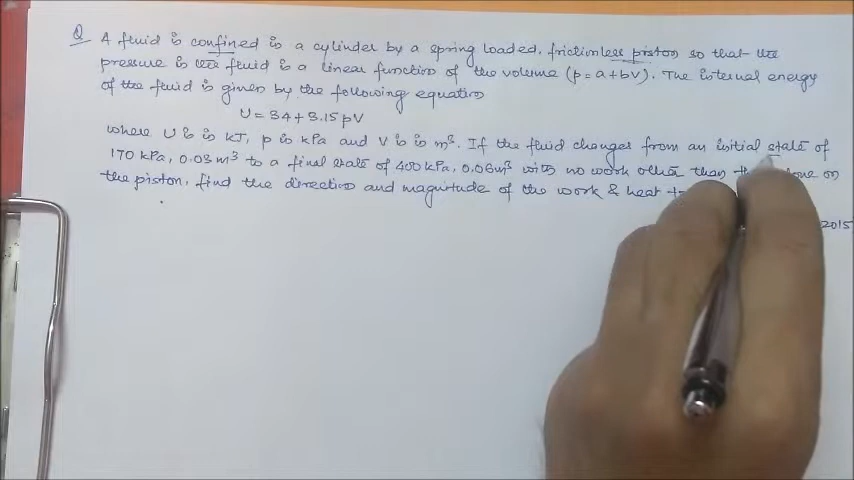 Q A fluid is confined in a cylinder by a spring loaded, frictionless piston so that the
pressure in the fluid is a linear function of the volume (p = a + bV). The internal energy
of the fluid is given by the following equation
U = 34 + 3.15 pV
where U is in kJ, p in kPa and V is in m³. If the fluid changes from an initial state of
170 kPa, 0.03 m³ to a final state of 400 kPa, 0.06 m³ with no work other than on
the piston, find the direction and magnitude of the work & heat
2015